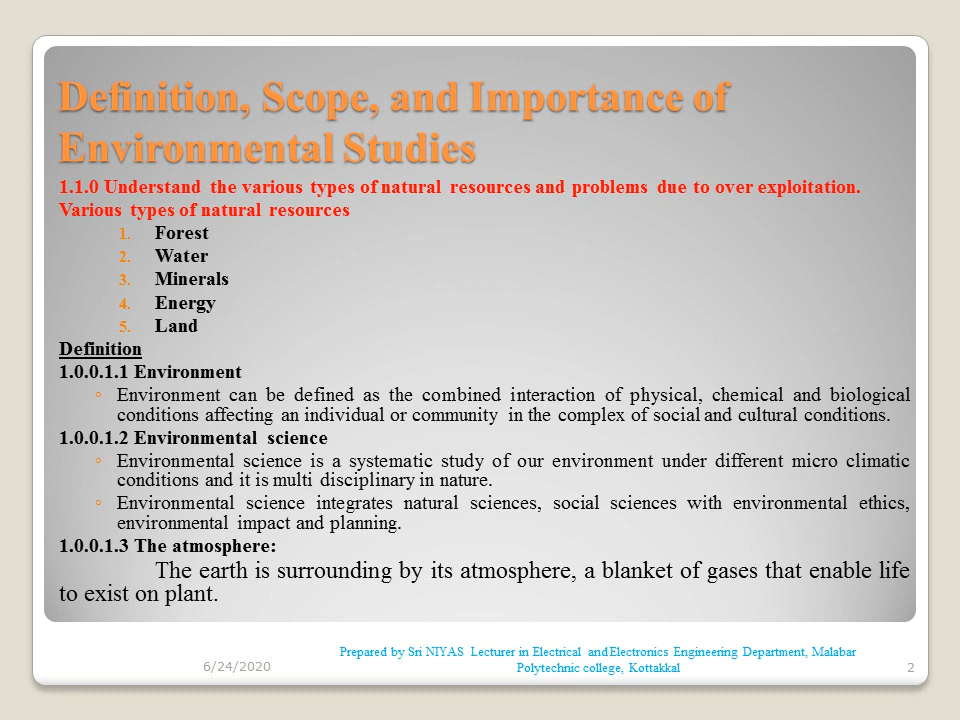 Definition, Scope, and Importance of
Environmental Studies
1.1.0 Understand the various types of natural resources and problems due to over exploitation.
Various types of natural resources
1. Forest
2. Water
3. Minerals
4. Energy
5. Land
Definition
1.0.0.1.1 Environment
◦ Environment can be defined as the combined interaction of physical, chemical and biological
conditions affecting an individual or community in the complex of social and cultural conditions.
1.0.0.1.2 Environmental science
◦ Environmental science is a systematic study of our environment under different micro climatic
conditions and it is multi disciplinary in nature.
◦ Environmental science integrates natural sciences, social sciences with environmental ethics,
environmental impact and planning.
1.0.0.1.3 The atmosphere:
The earth is surrounding by its atmosphere, a blanket of gases that enable life
to exist on plant.
6/24/2020
Prepared by Sri NIYAS Lecturer in Electrical and Electronics Engineering Department, Malabar
Polytechnic college, Kottakkal
2